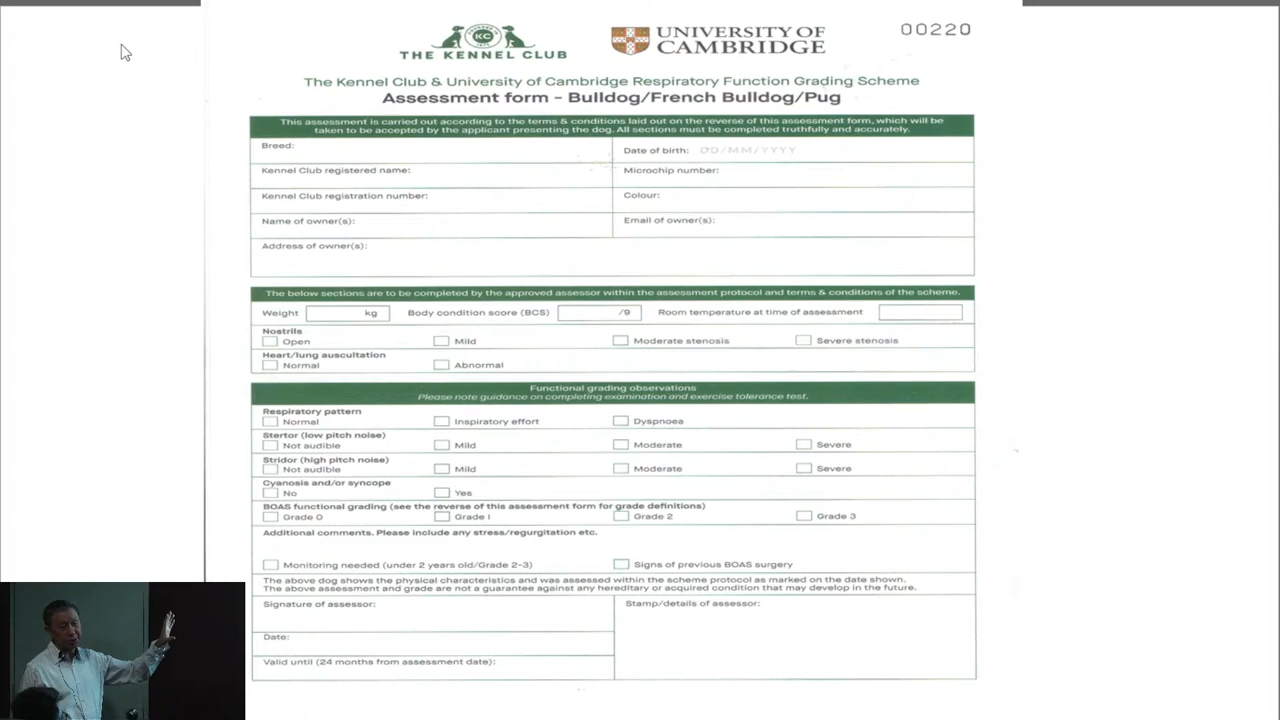 THE KENNEL CLUB
KC
UNIVERSITY OF
CAMBRIDGE
00220
The Kennel Club & University of Cambridge Respiratory Function Grading Scheme
Assessment form – Bulldog/French Bulldog/Pug
This assessment is carried out according to the terms & conditions laid out on the reverse of this assessment form, which will be
taken to be accepted by the applicant presenting the dog. All sections must be completed truthfully and accurately.
Breed:
Date of birth: DD/MM/YYYY
Kennel Club registered name:
Microchip number:
Kennel Club registration number:
Colour:
Name of owner(s):
Email of owner(s):
Address of owner(s):
The below sections are to be completed by the approved assessor within the assessment protocol and terms & conditions of the scheme.
Weight kg Body condition score (BCS) /9 Room temperature at time of assessment
Nostrils
Open Mild Moderate stenosis Severe stenosis
Heart/lung auscultation
Normal Abnormal
Functional grading observations
Please note guidance on completing examination and exercise tolerance test.
Respiratory pattern
Normal Inspiratory effort Dyspnoea
Stertor (low pitch noise)
Not audible Mild Moderate Severe
Stridor (high pitch noise)
Not audible Mild Moderate Severe
Cyanosis and/or syncope
No Yes
BOAS functional grading (see the reverse of this assessment form for grade definitions)
Grade 0 Grade I Grade 2 Grade 3
Additional comments. Please include any stress/regurgitation etc.
Monitoring needed (under 2 years old/Grade 2-3) Signs of previous BOAS surgery
The above dog shows the physical characteristics and was assessed within the scheme protocol as marked on the date shown.
The above assessment and grade are not a guarantee against any hereditary or acquired condition that may develop in the future.
Signature of assessor:
Stamp/details of assessor:
Date:
Valid until (24 months from assessment date):